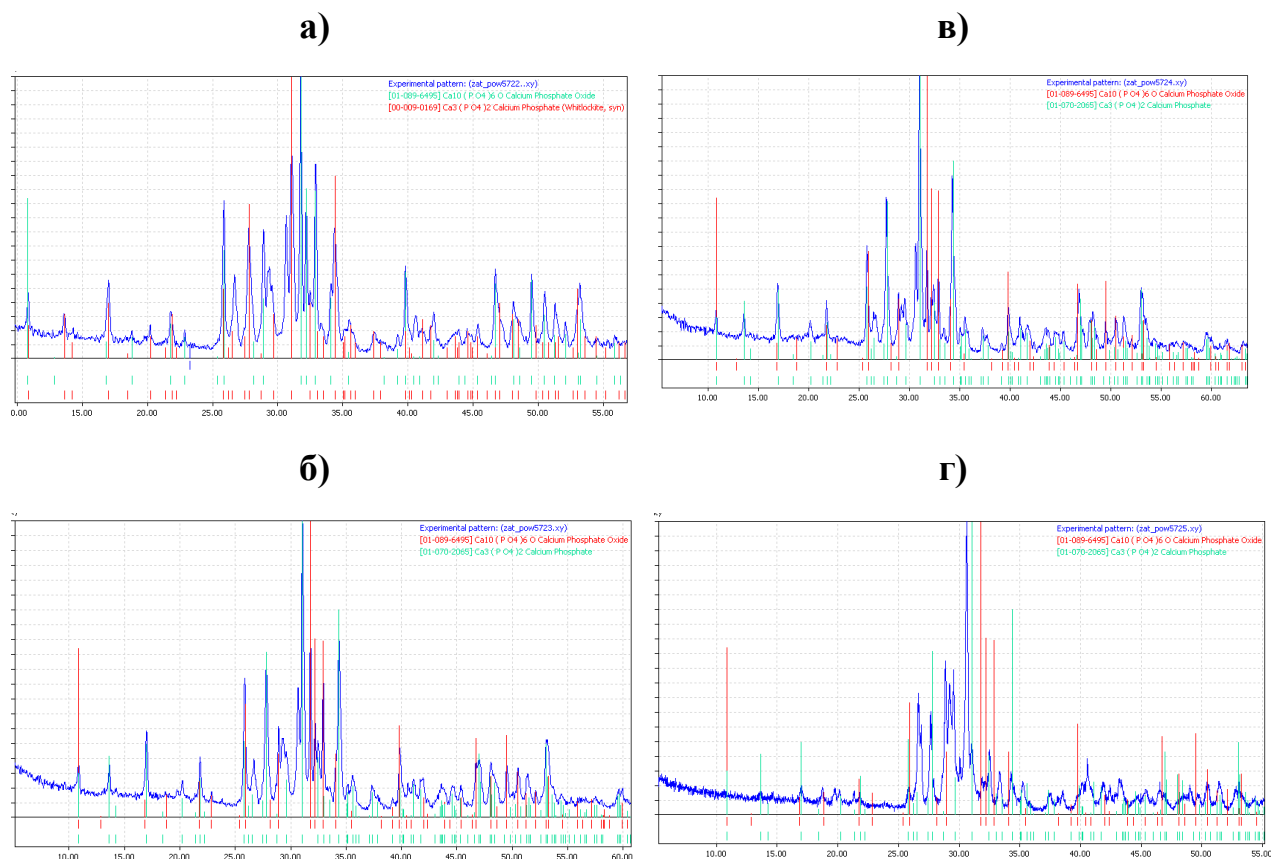 а)
Experimental pattern: (zat_pow5722..xy)
[01-089-6495] Ca10 ( P O4 )6 O Calcium Phosphate Oxide
[00-009-0169] Ca3 ( P O4 )2 Calcium Phosphate (Whitlockite, syn)
0.00 5.00 10.00 15.00 20.00 25.00 30.00 35.00 40.00 45.00 50.00 55.00
в)
Experimental pattern: (zat_pow5724.xy)
[01-089-6495] Ca10 ( P O4 )6 O Calcium Phosphate Oxide
[01-070-2065] Ca3 ( P O4 )2 Calcium Phosphate
10.00 15.00 20.00 25.00 30.00 35.00 40.00 45.00 50.00 55.00 60.00
б)
Experimental pattern: (zat_pow5723.xy)
[01-089-6495] Ca10 ( P O4 )6 O Calcium Phosphate Oxide
[01-070-2065] Ca3 ( P O4 )2 Calcium Phosphate
10.00 15.00 20.00 25.00 30.00 35.00 40.00 45.00 50.00 55.00 60.00
г)
Experimental pattern: (zat_pow5725.xy)
[01-089-6495] Ca10 ( P O4 )6 O Calcium Phosphate Oxide
[01-070-2065] Ca3 ( P O4 )2 Calcium Phosphate
10.00 15.00 20.00 25.00 30.00 35.00 40.00 45.00 50.00 55.00